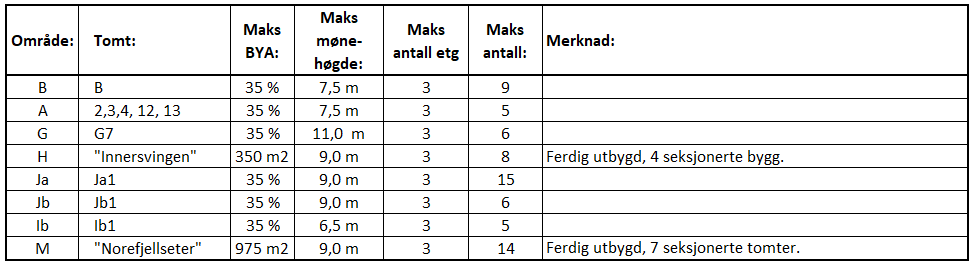 Område: Tomt: Maks BYA: Maks møne-høgde: Maks antall etg Maks antall: Merknad:
B B 35 % 7,5 m 3 9
A 2,3,4, 12, 13 35 % 7,5 m 3 5
G G7 35 % 11,0 m 3 6
H "Innersvingen" 350 m2 9,0 m 3 8 Ferdig utbygd, 4 seksjonerte bygg.
Ja Ja1 35 % 9,0 m 3 15
Jb Jb1 35 % 9,0 m 3 6
Ib Ib1 35 % 6,5 m 3 5
M "Norefjellseter" 975 m2 9,0 m 3 14 Ferdig utbygd, 7 seksjonerte tomter.